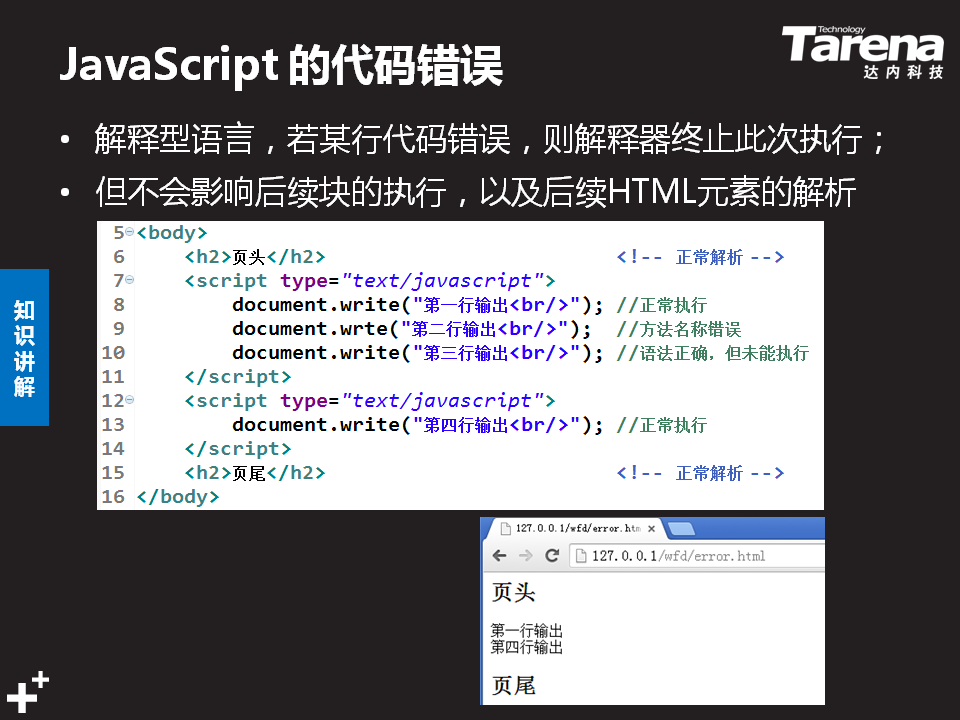 JavaScript 的代码错误
Technology
Tarena
达内科技
• 解释型语言，若某行代码错误，则解释器终止此次执行；
• 但不会影响后续块的执行，以及后续HTML元素的解析
知识讲解
5 <body>
6 <h2>页头</h2> <!-- 正常解析 -->
7 <script type="text/javascript">
8 document.write("第一行输出<br/>"); //正常执行
9 document.wrte("第二行输出<br/>"); //方法名称错误
10 document.write("第三行输出<br/>"); //语法正确，但未能执行
11 </script>
12 <script type="text/javascript">
13 document.write("第四行输出<br/>"); //正常执行
14 </script>
15 <h2>页尾</h2> <!-- 正常解析 -->
16 </body>
127.0.0.1/wfd/error.htm
127.0.0.1/wfd/error.html
页头
第一行输出
第四行输出
页尾